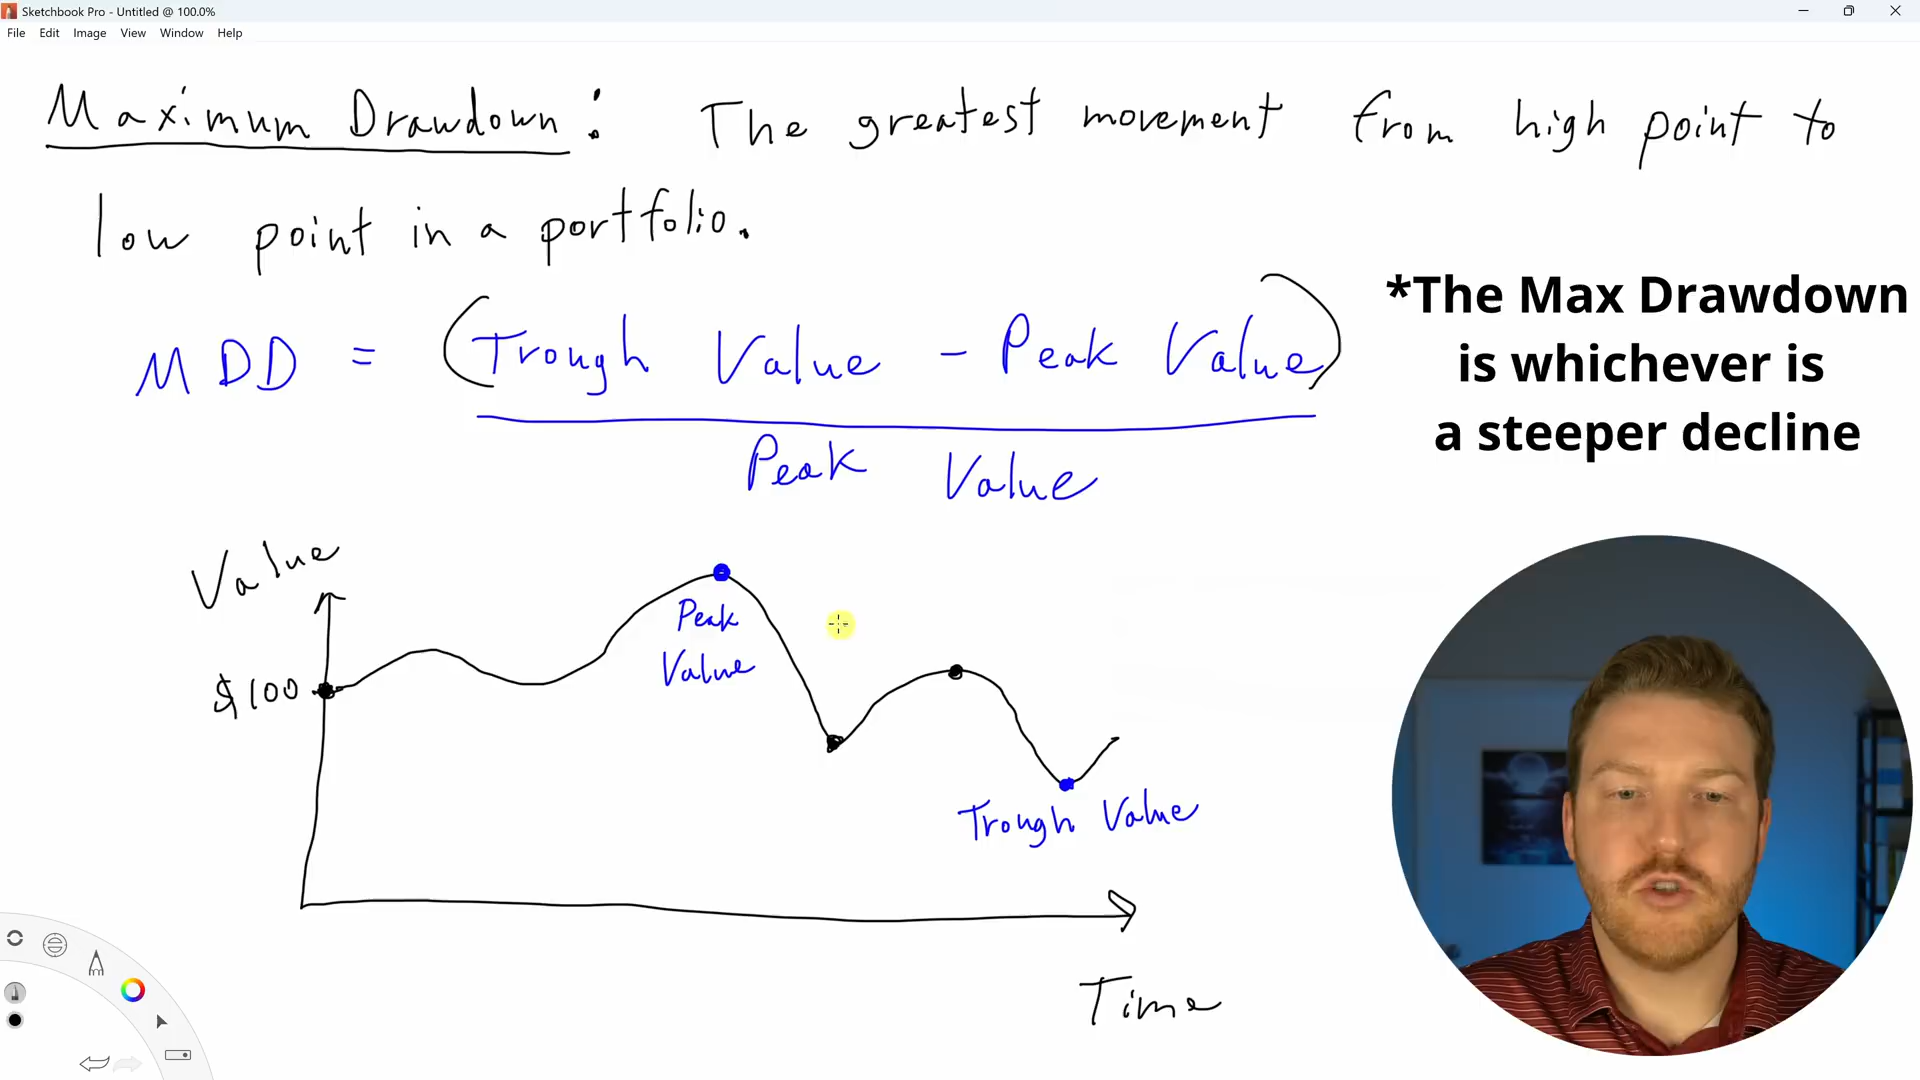 Sketchbook Pro - Untitled @ 100.0%
File Edit Image View Window Help
Maximum Drawdown: The greatest movement from high point to
low point in a portfolio.
MDD = (Trough Value - Peak Value)
Peak Value
*The Max Drawdown
is whichever is
a steeper decline
Value
$100
Peak
Value
Trough Value
Time